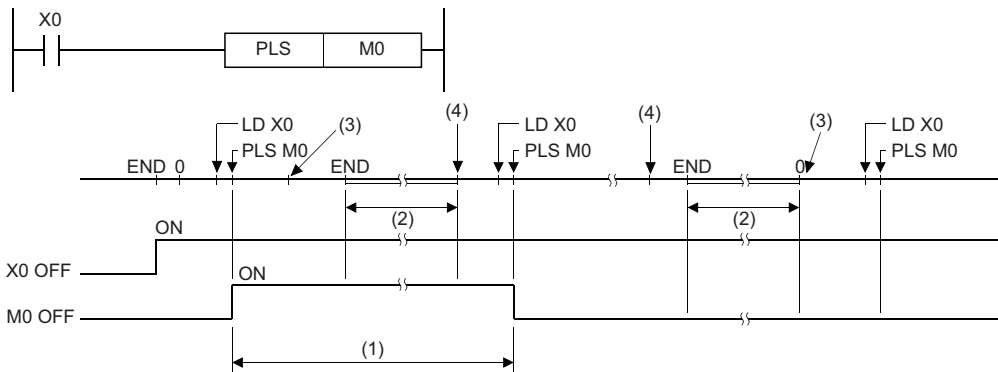 X0
PLS M0
(4) (4)
LD X0 (3) LD X0 (3) LD X0
PLS M0 PLS M0 PLS M0
END 0 END END 0
(2) (2)
ON
X0 OFF
ON
M0 OFF
(1)